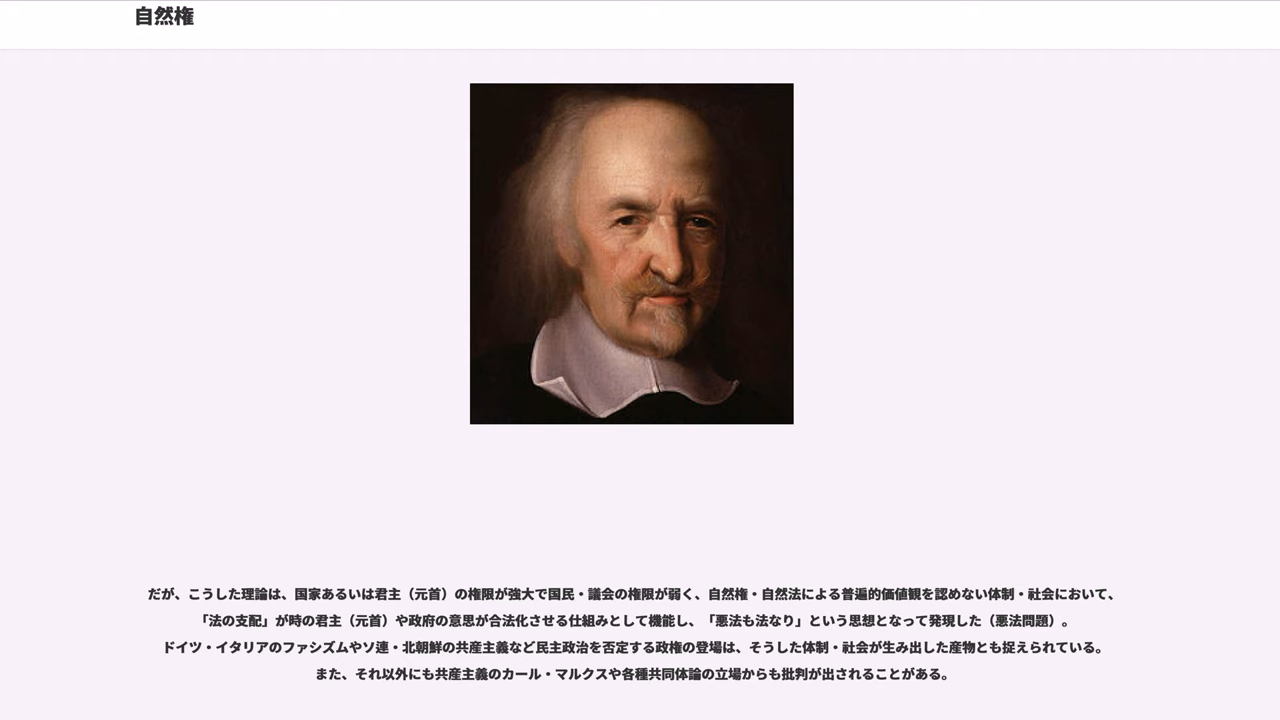 自然権
だが、こうした理論は、国家あるいは君主（元首）の権限が強大で国民・議会の権限が弱く、自然権・自然法による普遍的価値観を認めない体制・社会において、
「法の支配」が時の君主（元首）や政府の意思が合法化させる仕組みとして機能し、「悪法も法なり」という思想となって発現した（悪法問題）。
ドイツ・イタリアのファシズムやソ連・北朝鮮の共産主義など民主政治を否定する政権の登場は、そうした体制・社会が生み出した産物とも捉えられている。
また、それ以外にも共産主義のカール・マルクスや各種共同体論の立場からも批判が出されることがある。